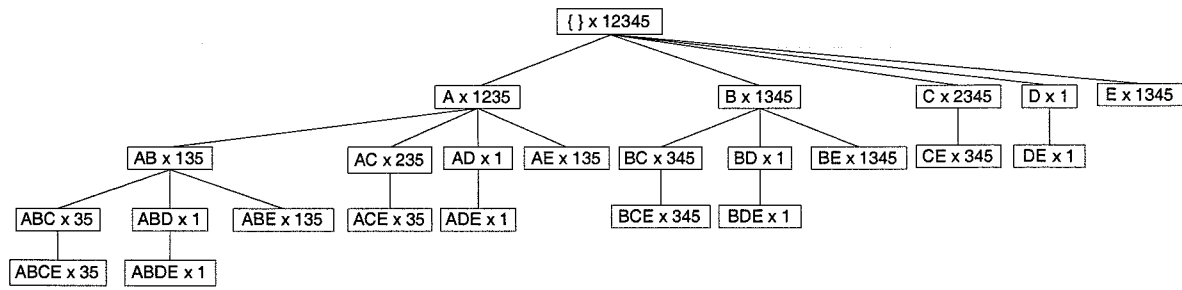 { } x 12345
A x 1235
B x 1345
C x 2345
D x 1
E x 1345
AB x 135
AC x 235
AD x 1
AE x 135
BC x 345
BD x 1
BE x 1345
CE x 345
DE x 1
ABC x 35
ABD x 1
ABE x 135
ACE x 35
ADE x 1
BCE x 345
BDE x 1
ABCE x 35
ABDE x 1